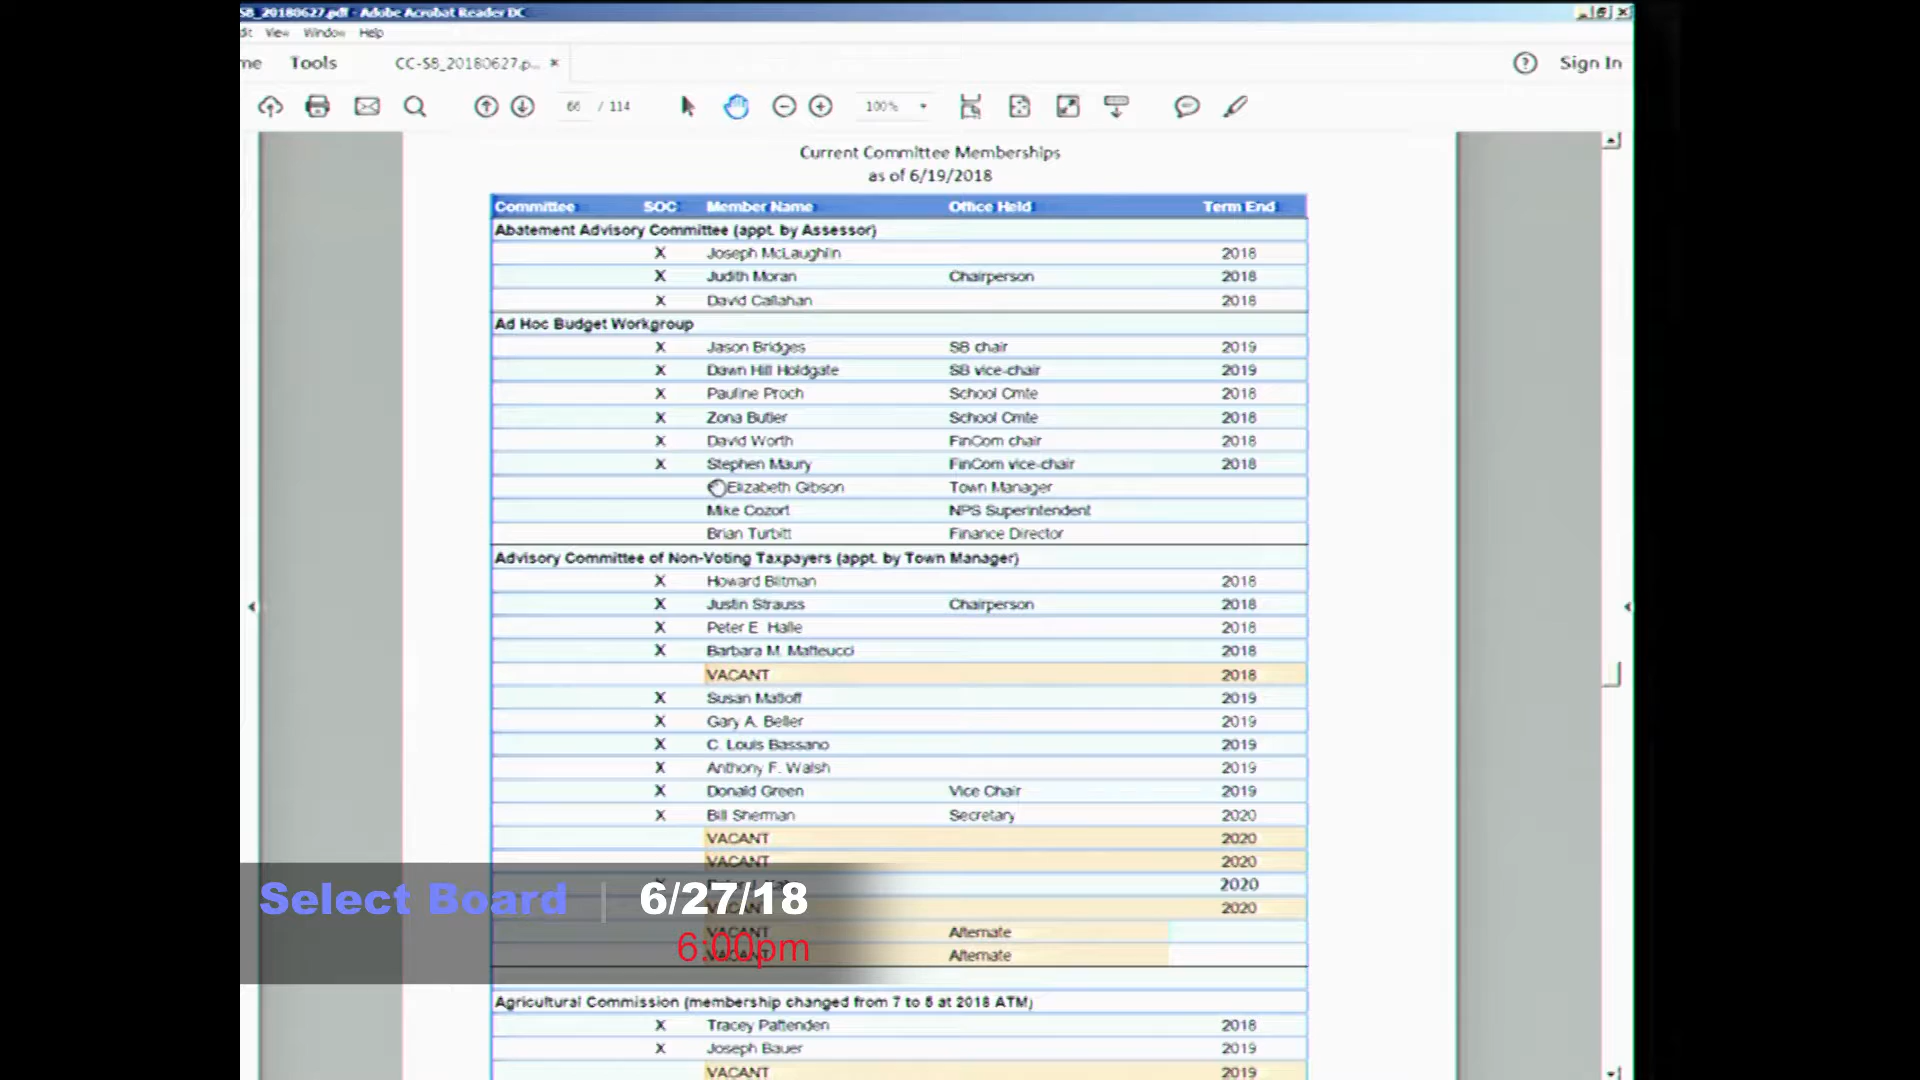 S8_20180627.pdf - Adobe Acrobat Reader DC
View Window Help
Tools CC-S8_20180627.p... × Sign In
66 / 114 100%
Current Committee Memberships
as of 6/19/2018
Committee SOC Member Name Office Held Term End
Abatement Advisory Committee (appt. by Assessor)
X Joseph McLaughlin 2018
X Judith Moran Chairperson 2018
X David Callahan 2018
Ad Hoc Budget Workgroup
X Jason Bridges SB chair 2019
X Dawn Hill Holdgate SB vice-chair 2019
X Pauline Proch School Cmte 2018
X Zona Butler School Cmte 2018
X David Worth FinCom chair 2018
X Stephen Maury FinCom vice-chair 2018
Elizabeth Gibson Town Manager
Mike Cozort NPS Superintendent
Brian Turbitt Finance Director
Advisory Committee of Non-Voting Taxpayers (appt. by Town Manager)
X Howard Blitman 2018
X Justin Strauss Chairperson 2018
X Peter E Halle 2018
X Barbara M. Matteucci 2018
VACANT 2018
X Susan Matloff 2019
X Gary A. Beller 2019
X C. Louis Bassano 2019
X Anthony F. Walsh 2019
X Donald Green Vice Chair 2019
X Bill Sherman Secretary 2020
VACANT 2020
VACANT 2020
2020
VACANT 2020
VACANT Alternate
VACANT Alternate
Select Board | 6/27/18
6:00pm
Agricultural Commission (membership changed from 7 to 5 at 2018 ATM)
X Tracey Pattenden 2018
X Joseph Bauer 2019
VACANT 2019